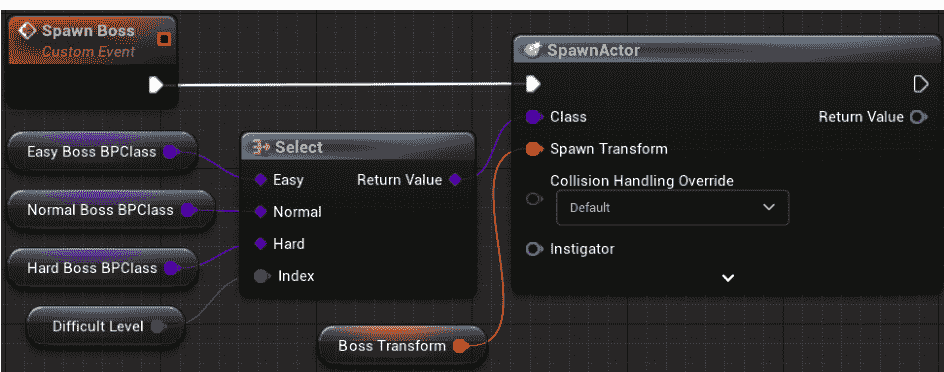 Spawn Boss
Custom Event
SpawnActor
Class
Return Value
Easy Boss BPClass
Select
Spawn Transform
Easy
Return Value
Collision Handling Override
Normal Boss BPClass
Normal
Default
Hard
Instigator
Hard Boss BPClass
Index
Difficult Level
Boss Transform